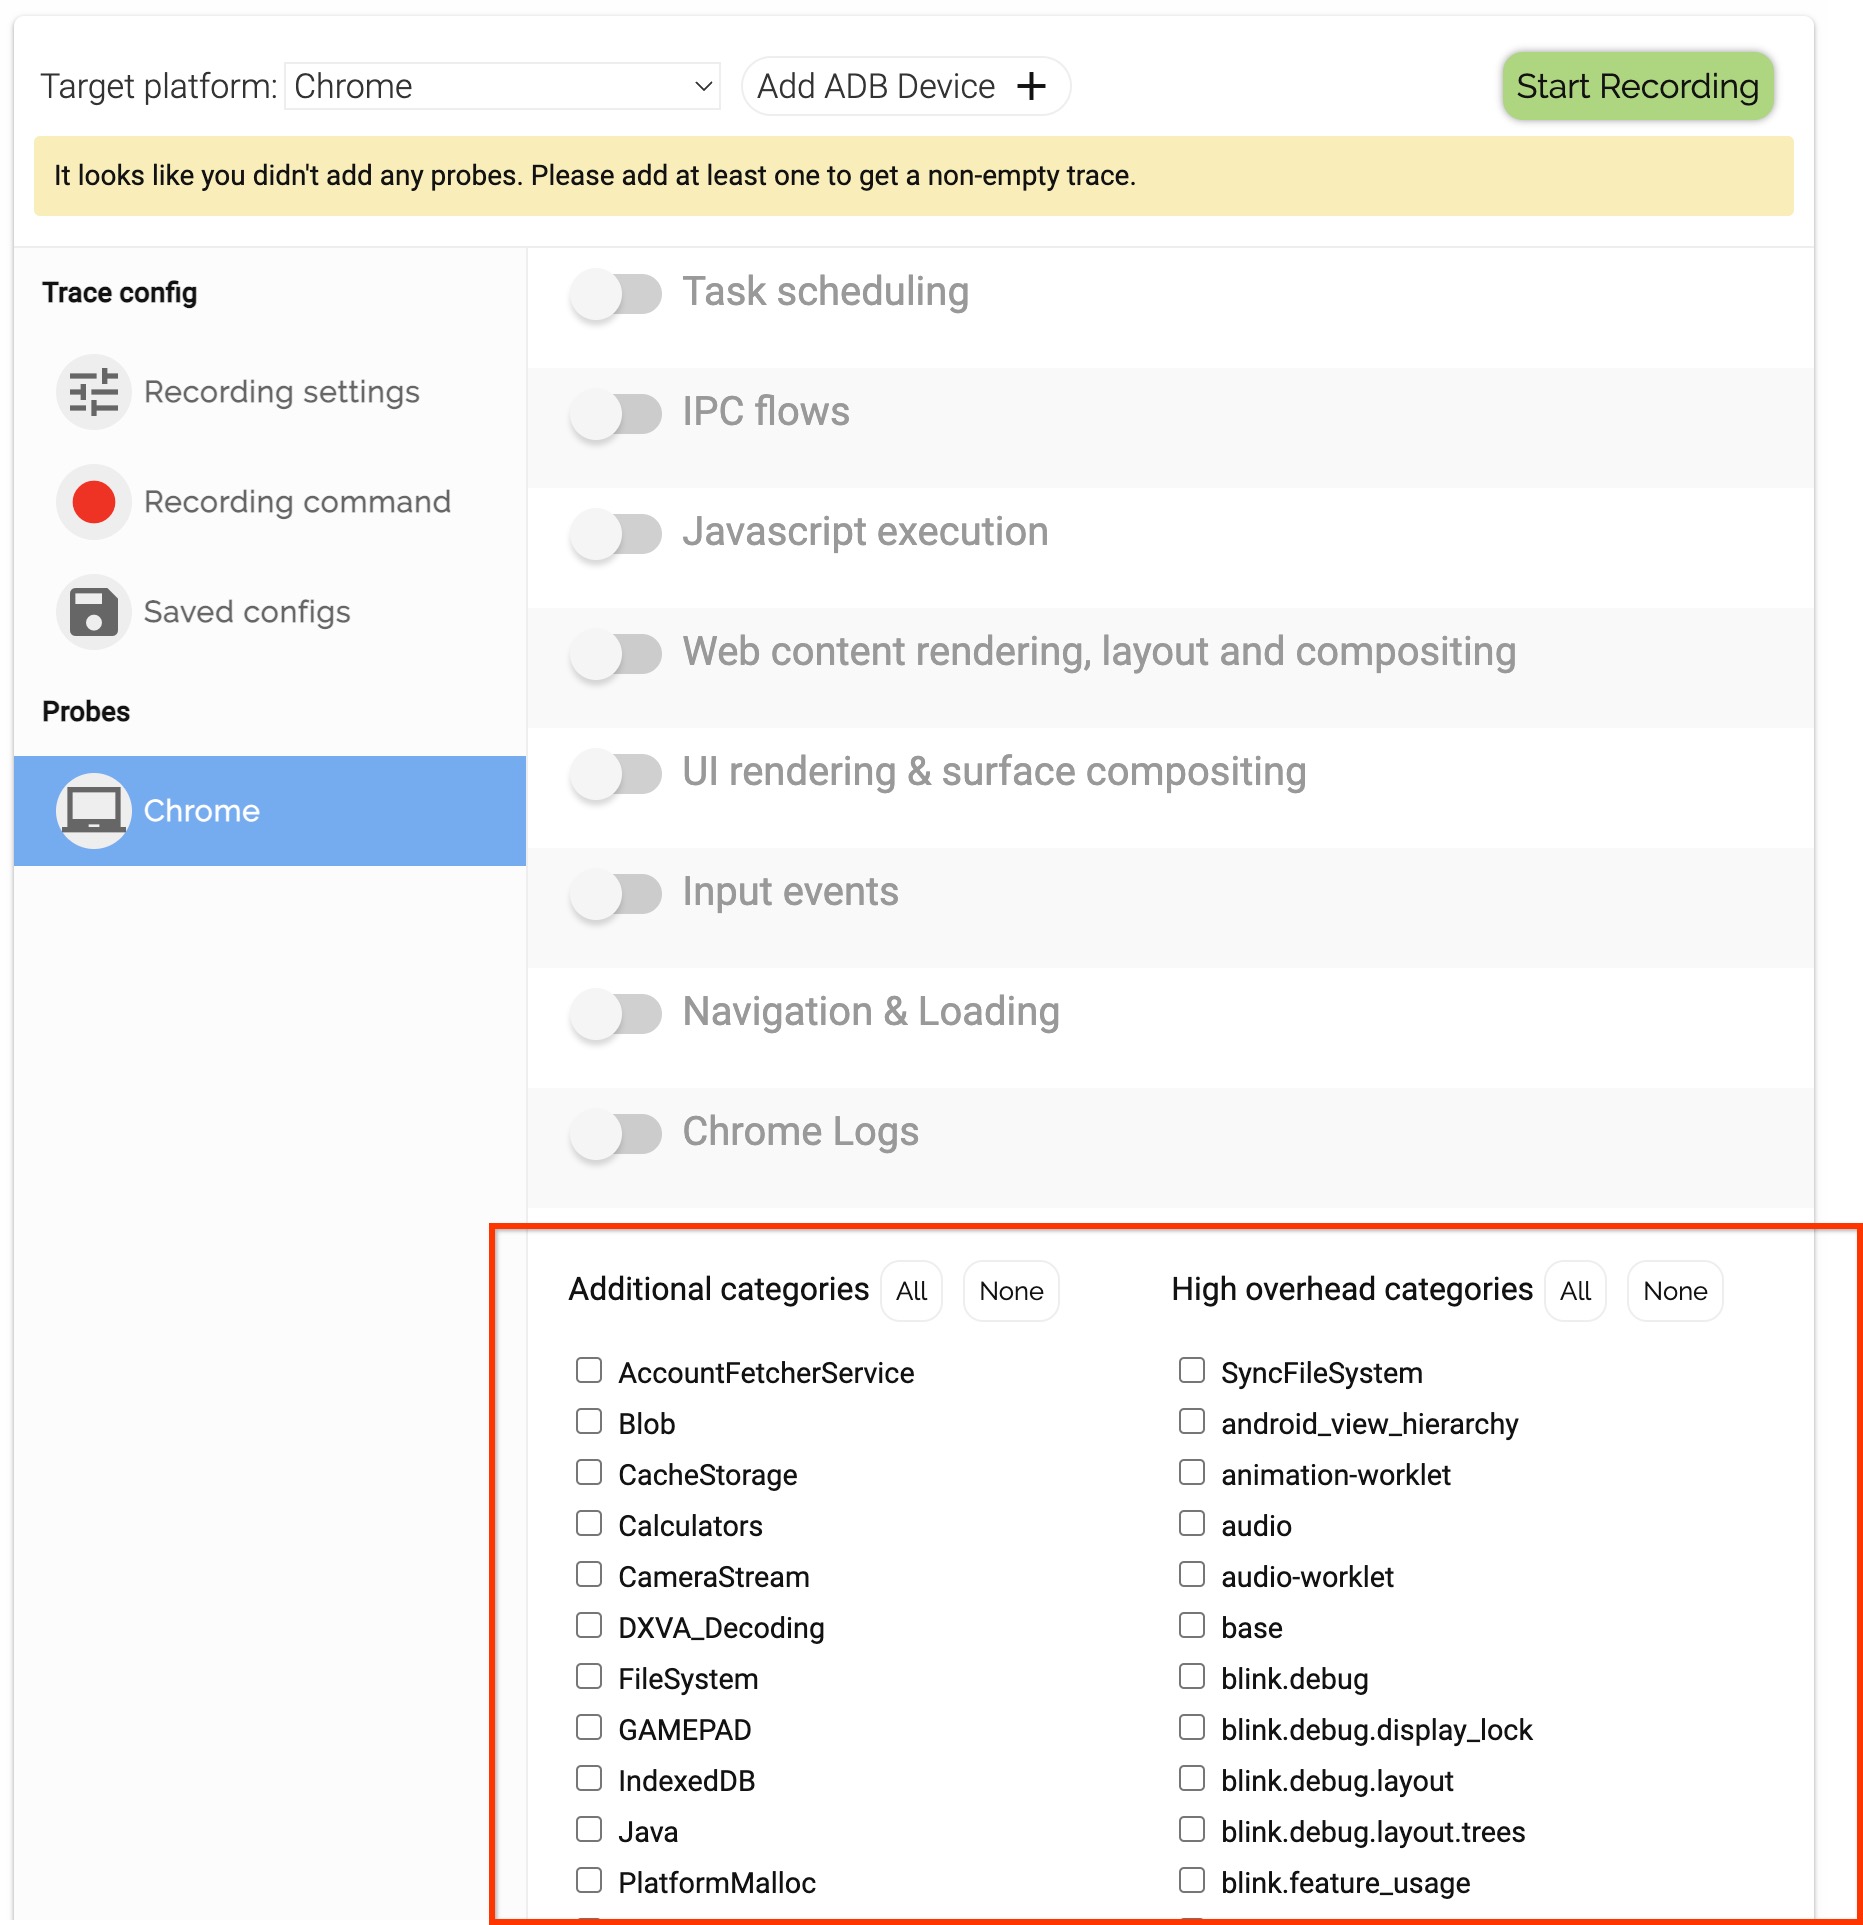 Target platform: Chrome Add ADB Device Start Recording
It looks like you didn't add any probes. Please add at least one to get a non-empty trace.
Trace config
Recording settings
Recording command
Saved configs
Probes
Chrome
Task scheduling
IPC flows
Javascript execution
Web content rendering, layout and compositing
UI rendering & surface compositing
Input events
Navigation & Loading
Chrome Logs
Additional categories All None
AccountFetcherService
Blob
CacheStorage
Calculators
CameraStream
DXVA_Decoding
FileSystem
GAMEPAD
IndexedDB
Java
PlatformMalloc
High overhead categories All None
SyncFileSystem
android_view_hierarchy
animation-worklet
audio
audio-worklet
base
blink.debug
blink.debug.display_lock
blink.debug.layout
blink.debug.layout.trees
blink.feature_usage